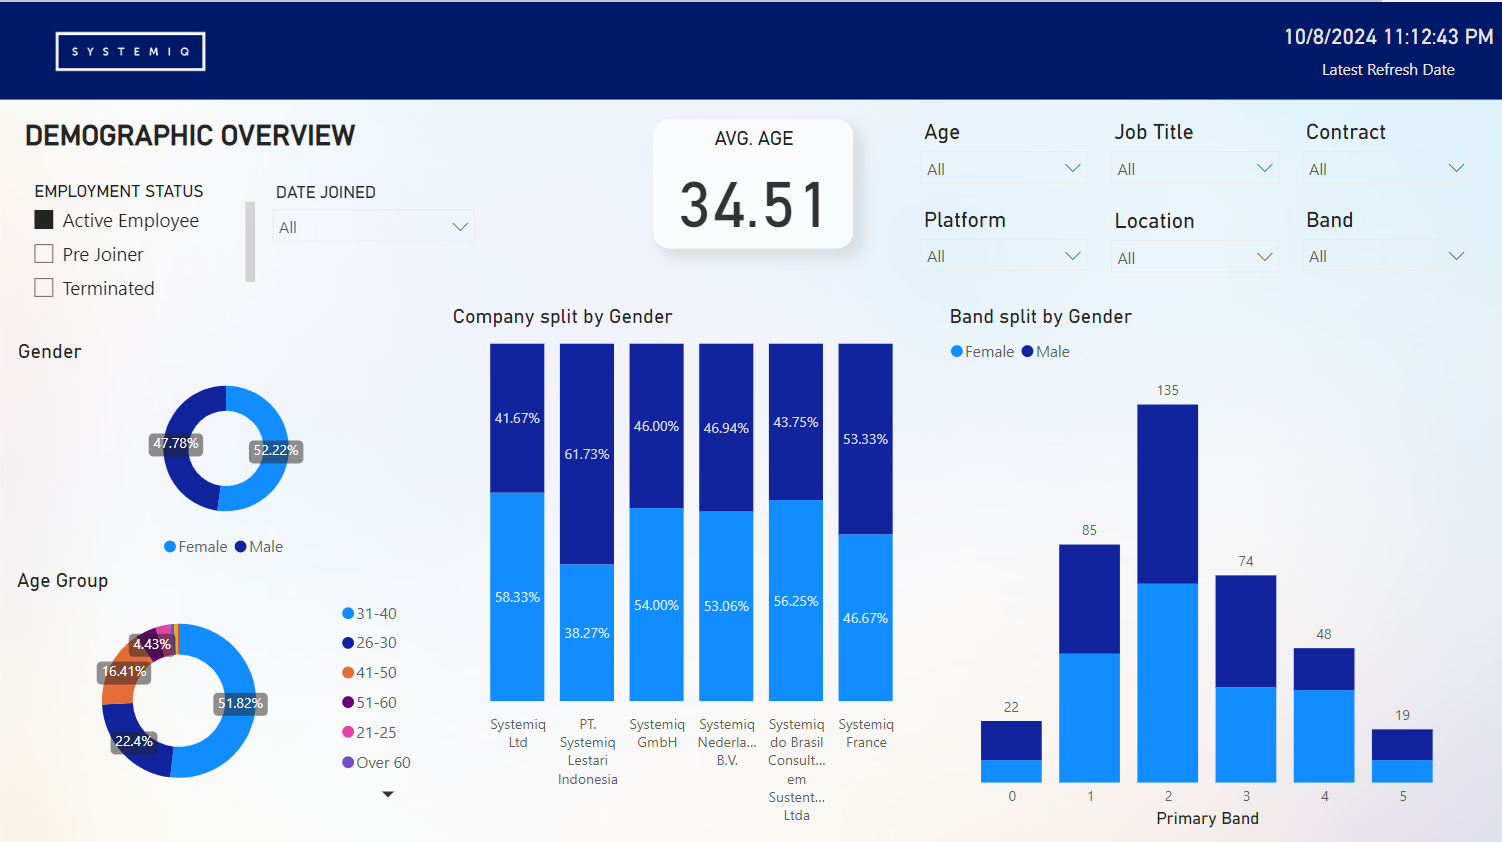 SYSTEMIQ
10/8/2024 11:12:43 PM
Latest Refresh Date
DEMOGRAPHIC OVERVIEW
EMPLOYMENT STATUS
Active Employee
Pre Joiner
Terminated
DATE JOINED
All
AVG. AGE
34.51
Age
All
Job Title
All
Contract
All
Platform
All
Location
All
Band
All
Gender
47.78%
52.22%
Female Male
Age Group
4.43%
16.41%
51.82%
22.4%
31-40
26-30
41-50
51-60
21-25
Over 60
Company split by Gender
41.67%
61.73%
46.00%
46.94%
43.75%
53.33%
58.33%
38.27%
54.00%
53.06%
56.25%
46.67%
Systemiq
Ltd
PT.
Systemiq
Lestari
Indonesia
Systemiq
GmbH
Systemiq
Nederla...
B.V.
Systemiq
do Brasil
Consult...
em
Sustent...
Ltda
Systemiq
France
Band split by Gender
Female Male
22
85
135
74
48
19
0 1 2 3 4 5
Primary Band